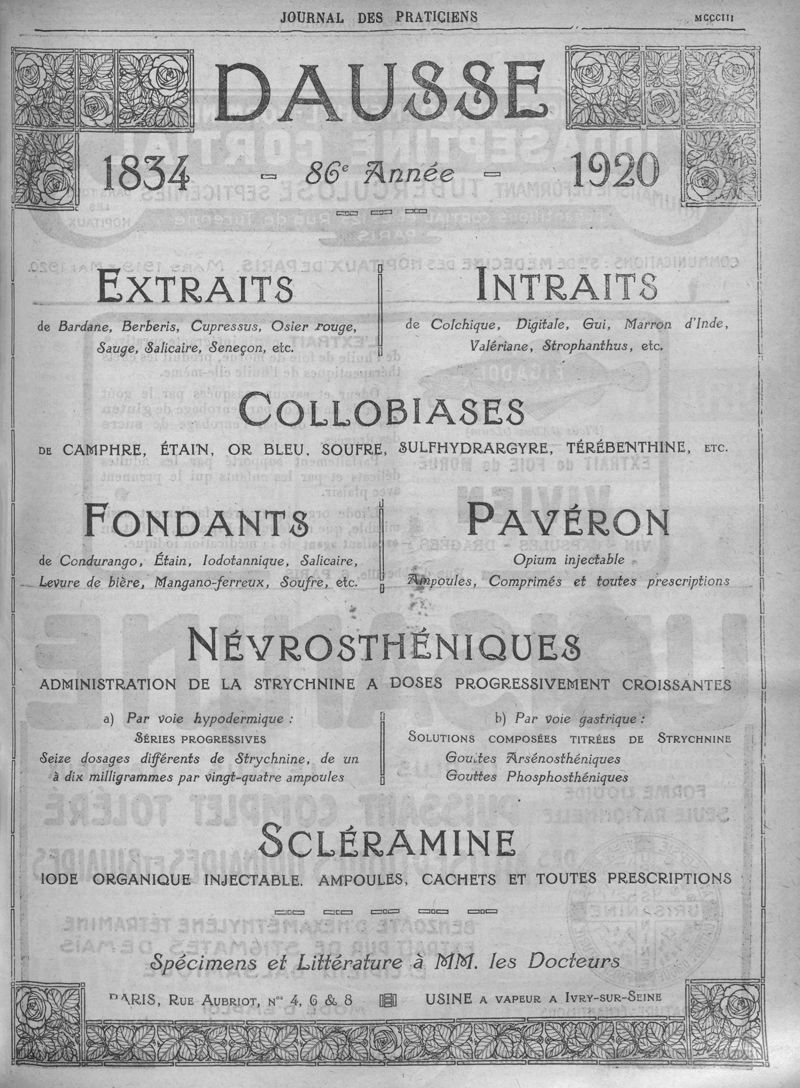 JOURNAL DES PRATICIENS
MCCCIII
DAUSSE
1834 - 86e Année - 1920
EXTRAITS
de Bardane, Berberis, Cupressus, Osier rouge,
Sauge, Salicaire, Seneçon, etc.
INTRAITS
de Colchique, Digitale, Gui, Marron d'Inde,
Valériane, Strophanthus, etc.
COLLOBIASES
DE CAMPHRE, ÉTAIN, OR BLEU, SOUFRE, SULFHYDRARGYRE, TÉRÉBENTHINE, ETC.
FONDANTS
de Condurango, Étain, Iodotannique, Salicaire,
Levure de bière, Mangano-ferreux, Soufre, etc.
PAVÉRON
Opium injectable
Ampoules, Comprimés et toutes prescriptions
NÉVROSTHÉNIQUES
ADMINISTRATION DE LA STRYCHNINE A DOSES PROGRESSIVEMENT CROISSANTES
a) Par voie hypodermique :
SÉRIES PROGRESSIVES
Seize dosages différents de Strychnine, de un
à dix milligrammes par vingt-quatre ampoules
b) Par voie gastrique :
SOLUTIONS COMPOSÉES TITRÉES DE STRYCHNINE
Gouttes Arsénosthéniques
Gouttes Phosphosthéniques
SCLÉRAMINE
IODE ORGANIQUE INJECTABLE. AMPOULES, CACHETS ET TOUTES PRESCRIPTIONS
Spécimens et Littérature à MM. les Docteurs
PARIS, RUE AUBRIOT, Nos 4, 6 & 8 USINE A VAPEUR A IVRY-SUR-SEINE